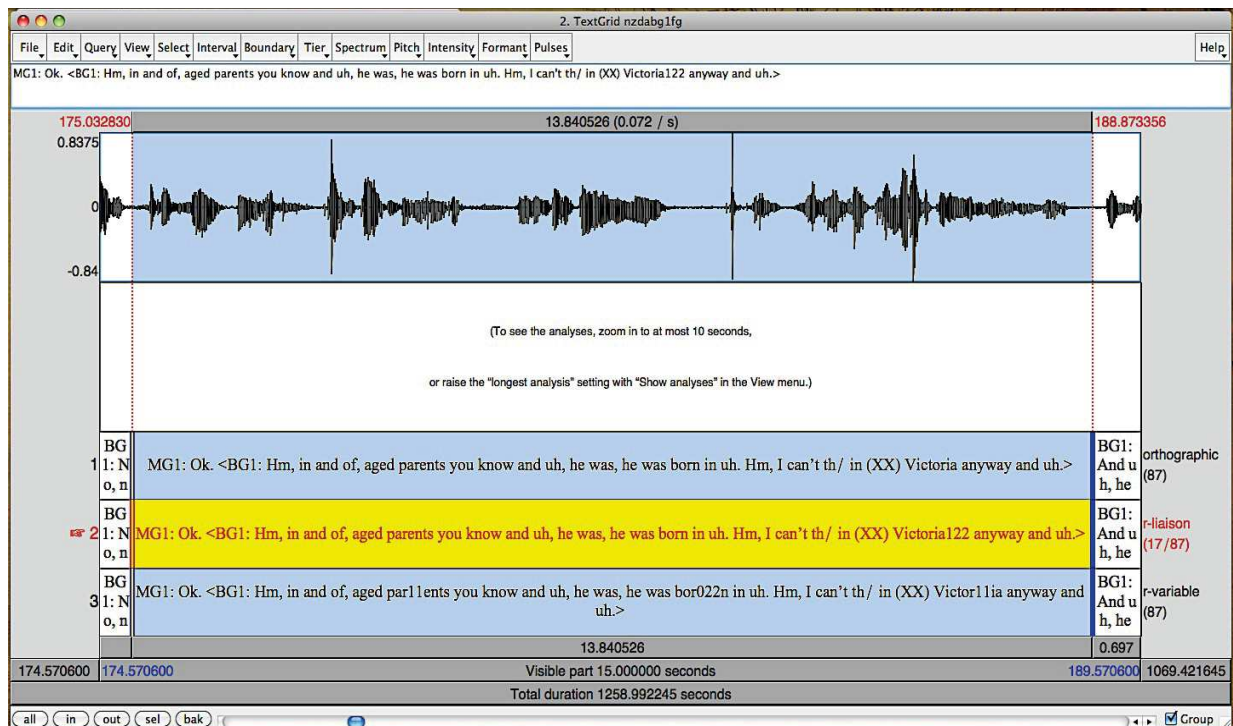 2. TextGrid nzdabg1fg
File Edit Query View Select Interval Boundary Tier Spectrum Pitch Intensity Formant Pulses Help
MG1: Ok. <BG1: Hm, in and of, aged parents you know and uh, he was, he was born in uh. Hm, I can't th/ in (XX) Victoria122 anyway and uh.>
175.032830 13.840526 (0.072 / s) 188.873356
0.8375
0
-0.84
(To see the analyses, zoom in to at most 10 seconds,
or raise the "longest analysis" setting with "Show analyses" in the View menu.)
1
BG
1: N
o, n
MG1: Ok. <BG1: Hm, in and of, aged parents you know and uh, he was, he was born in uh. Hm, I can't th/ in (XX) Victoria anyway and uh.>
BG1:
And u
h, he
orthographic
(87)
☞ 2
BG
1: N
o, n
MG1: Ok. <BG1: Hm, in and of, aged parents you know and uh, he was, he was born in uh. Hm, I can't th/ in (XX) Victoria122 anyway and uh.>
BG1:
And u
h, he
r-liaison
(17/87)
3
BG
1: N
o, n
MG1: Ok. <BG1: Hm, in and of, aged par11ents you know and uh, he was, he was bor022n in uh. Hm, I can't th/ in (XX) Victor11ia anyway and
uh.>
BG1:
And u
h, he
r-variable
(87)
13.840526 0.697
174.570600 174.570600 Visible part 15.000000 seconds 189.570600 1069.421645
Total duration 1258.992245 seconds
all in out sel bak Group